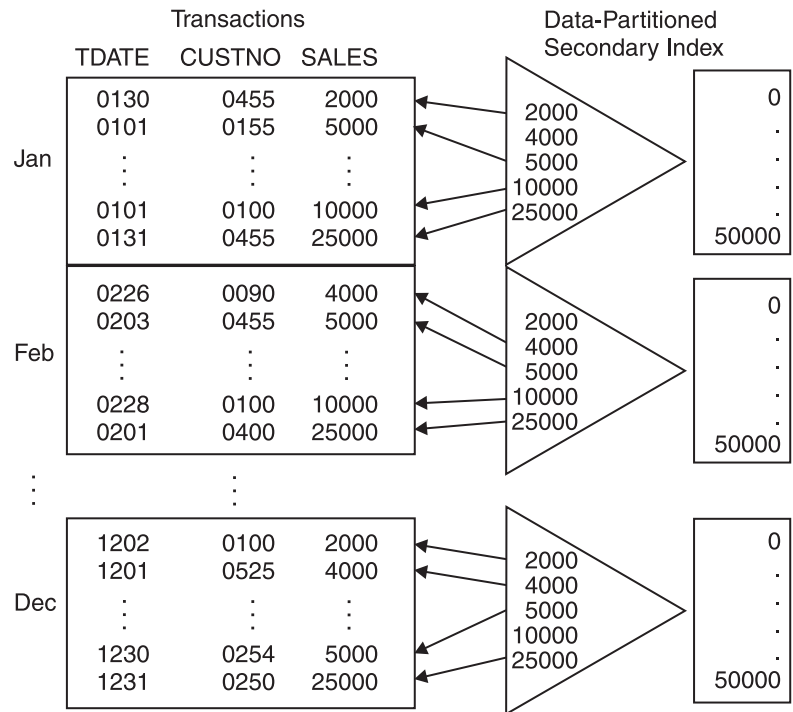 Transactions
Data-Partitioned
Secondary Index
TDATE CUSTNO SALES
Jan
0130 0455 2000
0101 0155 5000
⋮ ⋮ ⋮
0101 0100 10000
0131 0455 25000
2000
4000
5000
10000
25000
0
.
.
.
.
50000
Feb
0226 0090 4000
0203 0455 5000
⋮ ⋮ ⋮
0228 0100 10000
0201 0400 25000
2000
4000
5000
10000
25000
0
.
.
.
.
50000
⋮ ⋮
Dec
1202 0100 2000
1201 0525 4000
⋮ ⋮ ⋮
1230 0254 5000
1231 0250 25000
2000
4000
5000
10000
25000
0
.
.
.
.
50000